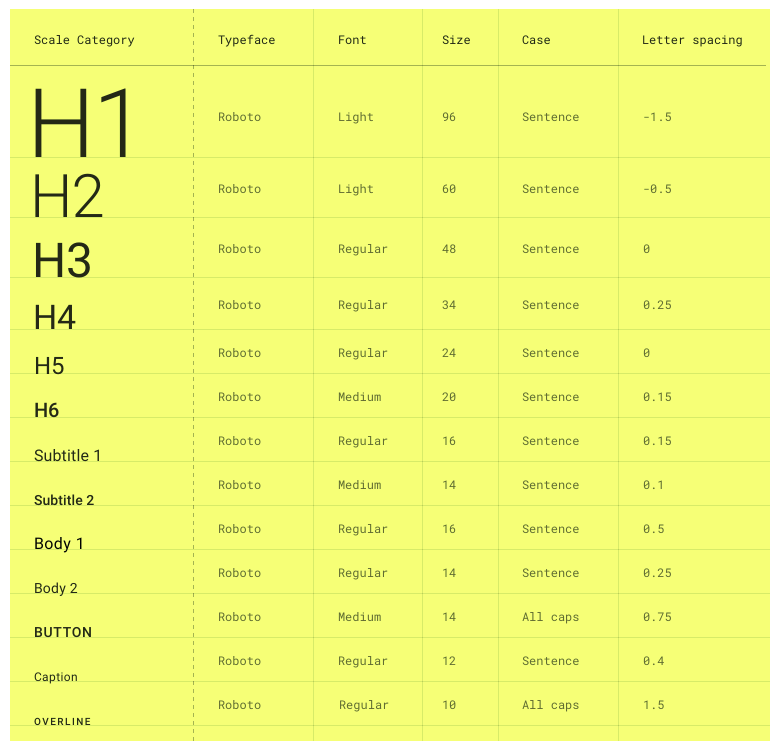 Scale Category Typeface Font Size Case Letter spacing
H1 Roboto Light 96 Sentence -1.5
H2 Roboto Light 60 Sentence -0.5
H3 Roboto Regular 48 Sentence 0
H4 Roboto Regular 34 Sentence 0.25
H5 Roboto Regular 24 Sentence 0
H6 Roboto Medium 20 Sentence 0.15
Subtitle 1 Roboto Regular 16 Sentence 0.15
Subtitle 2 Roboto Medium 14 Sentence 0.1
Body 1 Roboto Regular 16 Sentence 0.5
Body 2 Roboto Regular 14 Sentence 0.25
BUTTON Roboto Medium 14 All caps 0.75
Caption Roboto Regular 12 Sentence 0.4
OVERLINE Roboto Regular 10 All caps 1.5